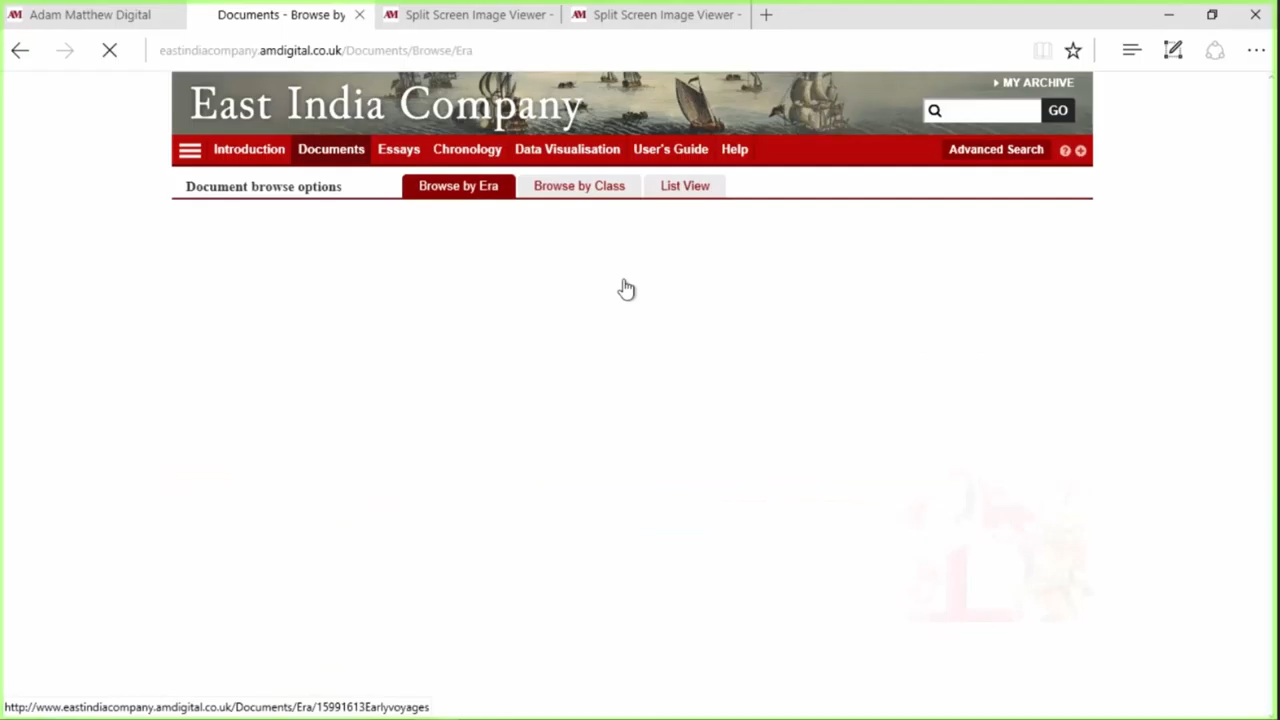 AM Adam Matthew Digital
Documents - Browse by
AM Split Screen Image Viewer -
AM Split Screen Image Viewer -
eastindiacompany.amdigital.co.uk/Documents/Browse/Era
East India Company
MY ARCHIVE
GO
Introduction Documents Essays Chronology Data Visualisation User's Guide Help Advanced Search
Document browse options Browse by Era Browse by Class List View
http://www.eastindiacompany.amdigital.co.uk/Documents/Era/15991613Earlyvoyages